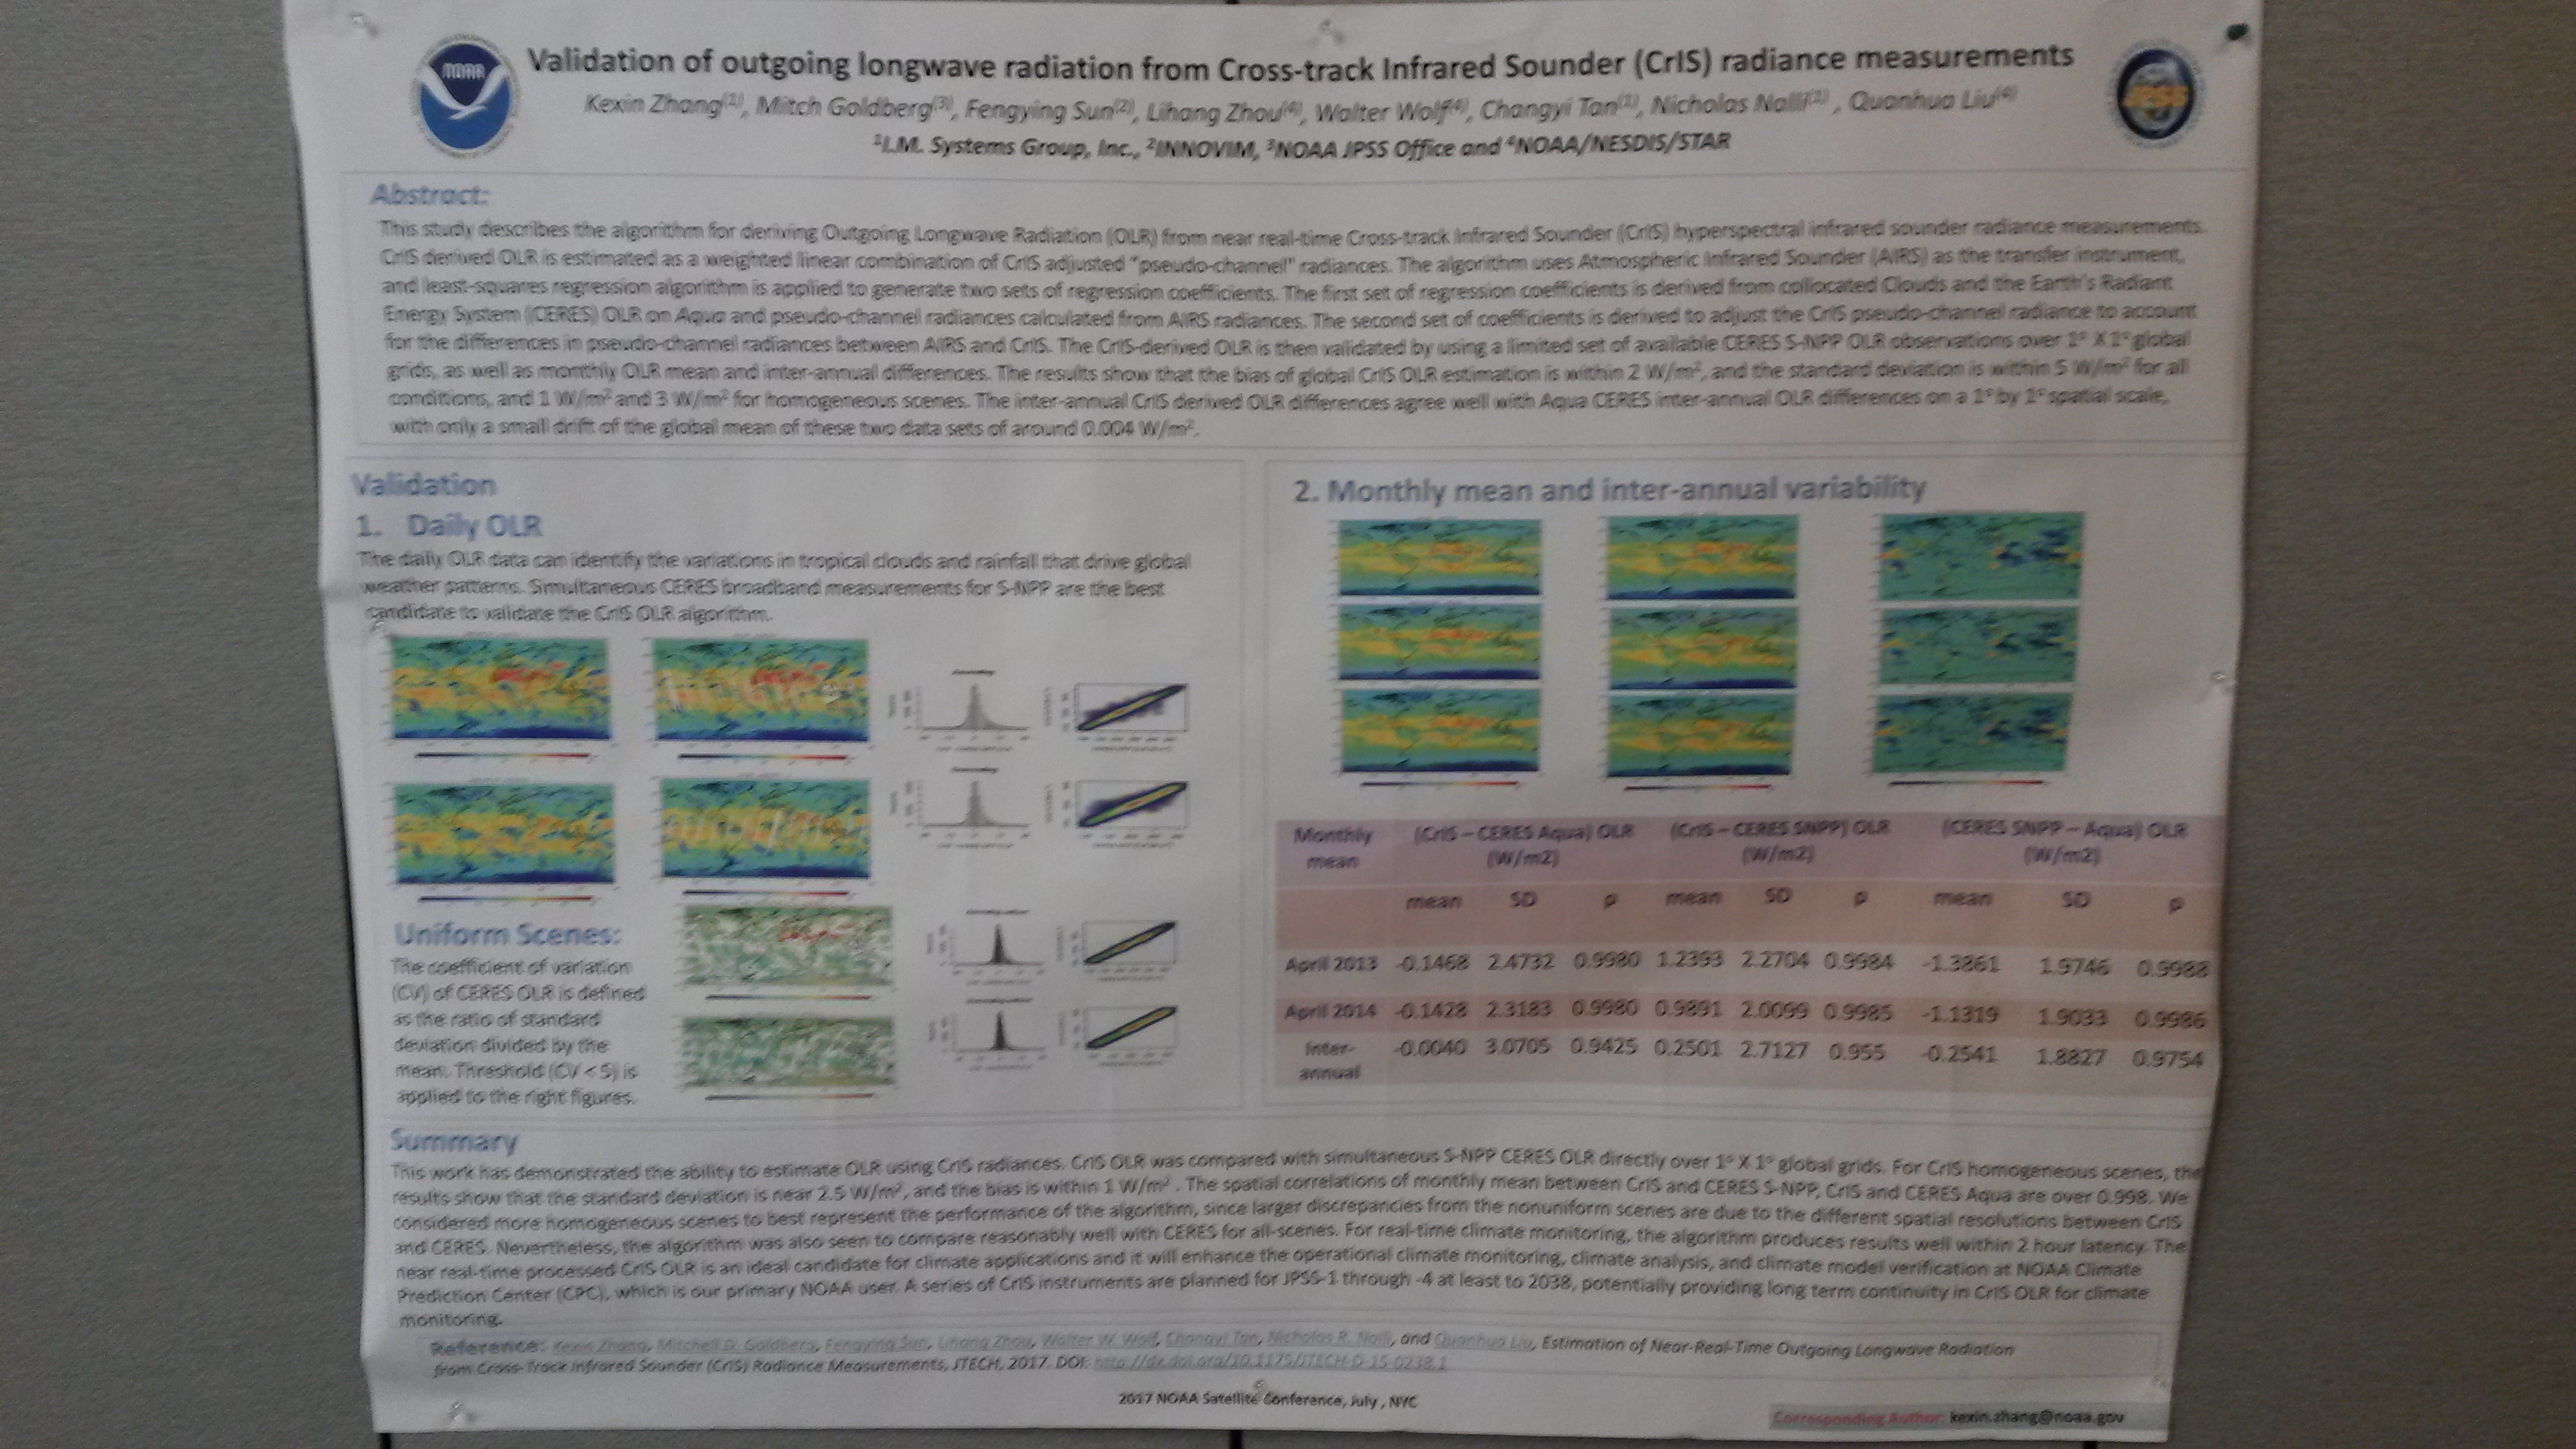 NOAA
Validation of outgoing longwave radiation from Cross-track Infrared Sounder (CrIS) radiance measurements
JPSS
Kexin Zhang(1), Mitch Goldberg(3), Fengying Sun(2), Lihang Zhou(4), Walter Wolf(4), Changyi Tan(1), Nicholas Nalli(1) , Quanhua Liu(4)
1I.M. Systems Group, Inc., 2INNOVIM, 3NOAA JPSS Office and 4NOAA/NESDIS/STAR
Abstract:
This study describes the algorithm for deriving Outgoing Longwave Radiation (OLR) from near real-time Cross-track Infrared Sounder (CrIS) hyperspectral infrared sounder radiance measurements.
CrIS derived OLR is estimated as a weighted linear combination of CrIS adjusted "pseudo-channel" radiances. The algorithm uses Atmospheric Infrared Sounder (AIRS) as the transfer instrument,
and least-squares regression algorithm is applied to generate two sets of regression coefficients. The first set of regression coefficients is derived from collocated Clouds and the Earth's Radiant
Energy System (CERES) OLR on Aqua and pseudo-channel radiances calculated from AIRS radiances. The second set of coefficients is derived to adjust the CrIS pseudo-channel radiance to account
for the differences in pseudo-channel radiances between AIRS and CrIS. The CrIS-derived OLR is then validated by using a limited set of available CERES S-NPP OLR observations over 1° X 1° global
grids, as well as monthly OLR mean and inter-annual differences. The results show that the bias of global CrIS OLR estimation is within 2 W/m², and the standard deviation is within 5 W/m² for all
conditions, and 1 W/m² and 3 W/m² for homogeneous scenes. The inter-annual CrIS derived OLR differences agree well with Aqua CERES inter-annual OLR differences on a 1° by 1° spatial scale,
with only a small drift of the global mean of these two data sets of around 0.004 W/m².
Validation
1. Daily OLR
The daily OLR data can identify the variations in tropical clouds and rainfall that drive global
weather patterns. Simultaneous CERES broadband measurements for S-NPP are the best
candidate to validate the CrIS OLR algorithm.
Uniform Scenes:
The coefficient of variation
(CV) of CERES OLR is defined
as the ratio of standard
deviation divided by the
mean. Threshold (CV < 5) is
applied to the right figures.
2. Monthly mean and inter-annual variability
Monthly mean (CrIS – CERES Aqua) OLR (W/m2) (CrIS – CERES SNPP) OLR (W/m2) (CERES SNPP – Aqua) OLR (W/m2)
mean SD ρ mean SD ρ mean SD ρ
April 2013 -0.1468 2.4732 0.9980 1.2393 2.2704 0.9984 -1.3861 1.9746 0.9988
April 2014 -0.1428 2.3183 0.9980 0.9891 2.0099 0.9985 -1.1319 1.9033 0.9986
Inter-annual -0.0040 3.0705 0.9425 0.2501 2.7127 0.955 -0.2541 1.8827 0.9754
Summary
This work has demonstrated the ability to estimate OLR using CrIS radiances. CrIS OLR was compared with simultaneous S-NPP CERES OLR directly over 1° X 1° global grids. For CrIS homogeneous scenes, the
results show that the standard deviation is near 2.5 W/m², and the bias is within 1 W/m² . The spatial correlations of monthly mean between CrIS and CERES S-NPP, CrIS and CERES Aqua are over 0.998. We
considered more homogeneous scenes to best represent the performance of the algorithm, since larger discrepancies from the nonuniform scenes are due to the different spatial resolutions between CrIS
and CERES. Nevertheless, the algorithm was also seen to compare reasonably well with CERES for all-scenes. For real-time climate monitoring, the algorithm produces results well within 2 hour latency. The
near real-time processed CrIS OLR is an ideal candidate for climate applications and it will enhance the operational climate monitoring, climate analysis, and climate model verification at NOAA Climate
Prediction Center (CPC), which is our primary NOAA user. A series of CrIS instruments are planned for JPSS-1 through -4 at least to 2038, potentially providing long term continuity in CrIS OLR for climate
monitoring.
Reference: Kexin Zhang, Mitchell D. Goldberg, Fengying Sun, Lihang Zhou, Walter W. Wolf, Changyi Tan, Nicholas R. Nalli, and Quanhua Liu, Estimation of Near-Real-Time Outgoing Longwave Radiation
from Cross-Track Infrared Sounder (CrIS) Radiance Measurements, JTECH, 2017. DOI: http://dx.doi.org/10.1175/JTECH-D-15-0238.1
2017 NOAA Satellite Conference, July , NYC
Corresponding Author: kexin.zhang@noaa.gov